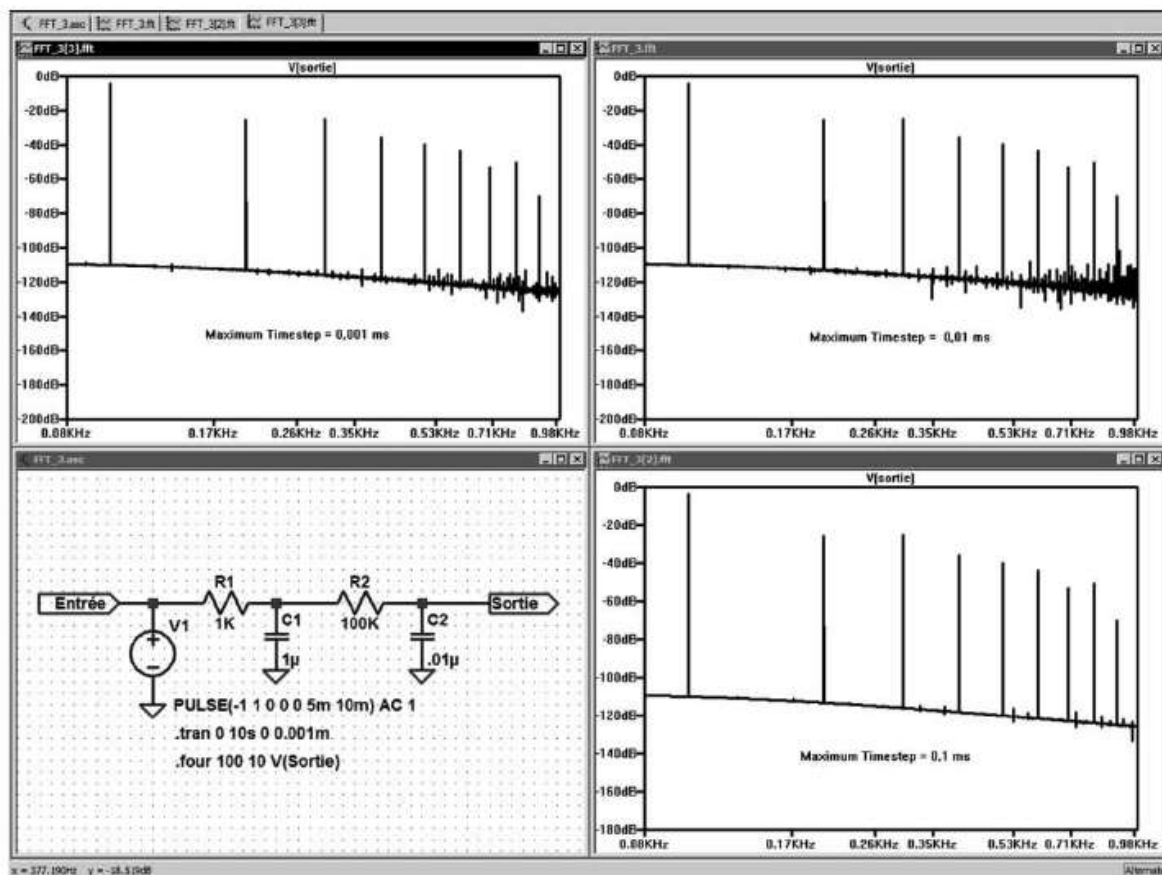 FFT_3.asc FFT_3.fft FFT_3[2].fft FFT_3[3].fft
FFT_3[3].fft
V[sortie]
0dB
-20dB
-40dB
-60dB
-80dB
-100dB
-120dB
-140dB
-160dB
-180dB
-200dB
Maximum Timestep = 0,001 ms
0.08KHz 0.17KHz 0.26KHz 0.35KHz 0.53KHz 0.71KHz 0.98KHz
FFT_3.fft
V[sortie]
0dB
-20dB
-40dB
-60dB
-80dB
-100dB
-120dB
-140dB
-160dB
-180dB
-200dB
Maximum Timestep = 0,01 ms
0.08KHz 0.17KHz 0.26KHz 0.35KHz 0.53KHz 0.71KHz 0.98KHz
FFT_3.asc
Entrée
V1
R1
1K
C1
1µ
R2
100K
C2
.01µ
Sortie
PULSE(-1 1 0 0 0 5m 10m) AC 1
.tran 0 10s 0 0.001m
.four 100 10 V(Sortie)
FFT_3[2].fft
V[sortie]
0dB
-20dB
-40dB
-60dB
-80dB
-100dB
-120dB
-140dB
-160dB
-180dB
Maximum Timestep = 0,1 ms
0.08KHz 0.17KHz 0.26KHz 0.35KHz 0.53KHz 0.71KHz 0.98KHz
x = 377.190Hz y = -18.519dB
Alternate